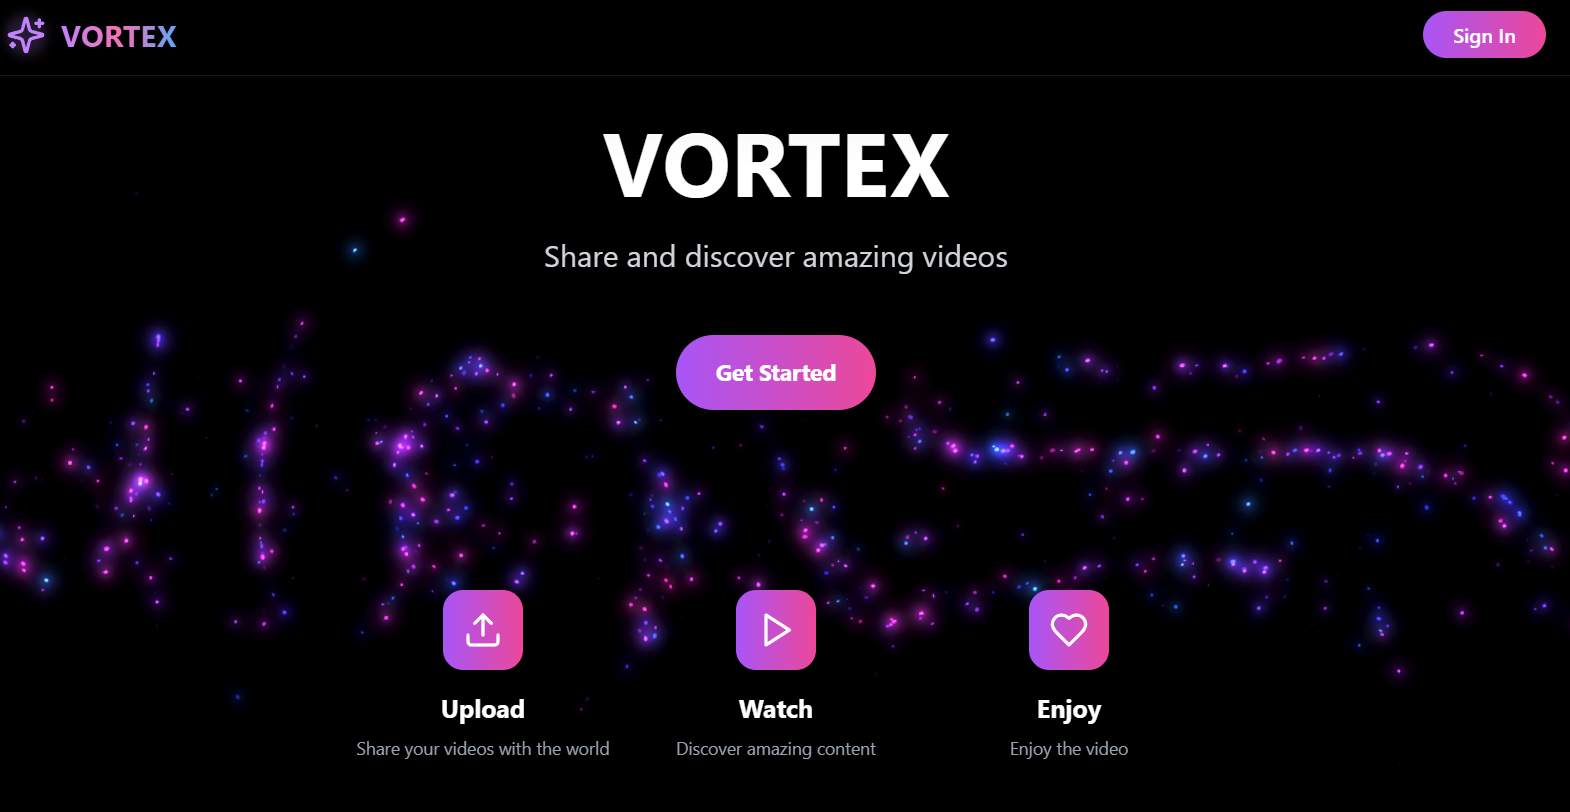 VORTEX
Sign In
VORTEX
Share and discover amazing videos
Get Started
Upload
Watch
Enjoy
Share your videos with the world
Discover amazing content
Enjoy the video